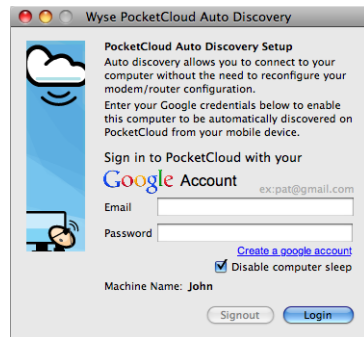 Wyse PocketCloud Auto Discovery
PocketCloud Auto Discovery Setup
Auto discovery allows you to connect to your
computer without the need to reconfigure your
modem/router configuration.
Enter your Google credentials below to enable
this computer to be automatically discovered on
PocketCloud from your mobile device.
Sign in to PocketCloud with your
Google Account
ex:pat@gmail.com
Email
Password
Create a google account
Disable computer sleep
Machine Name: John
Signout Login